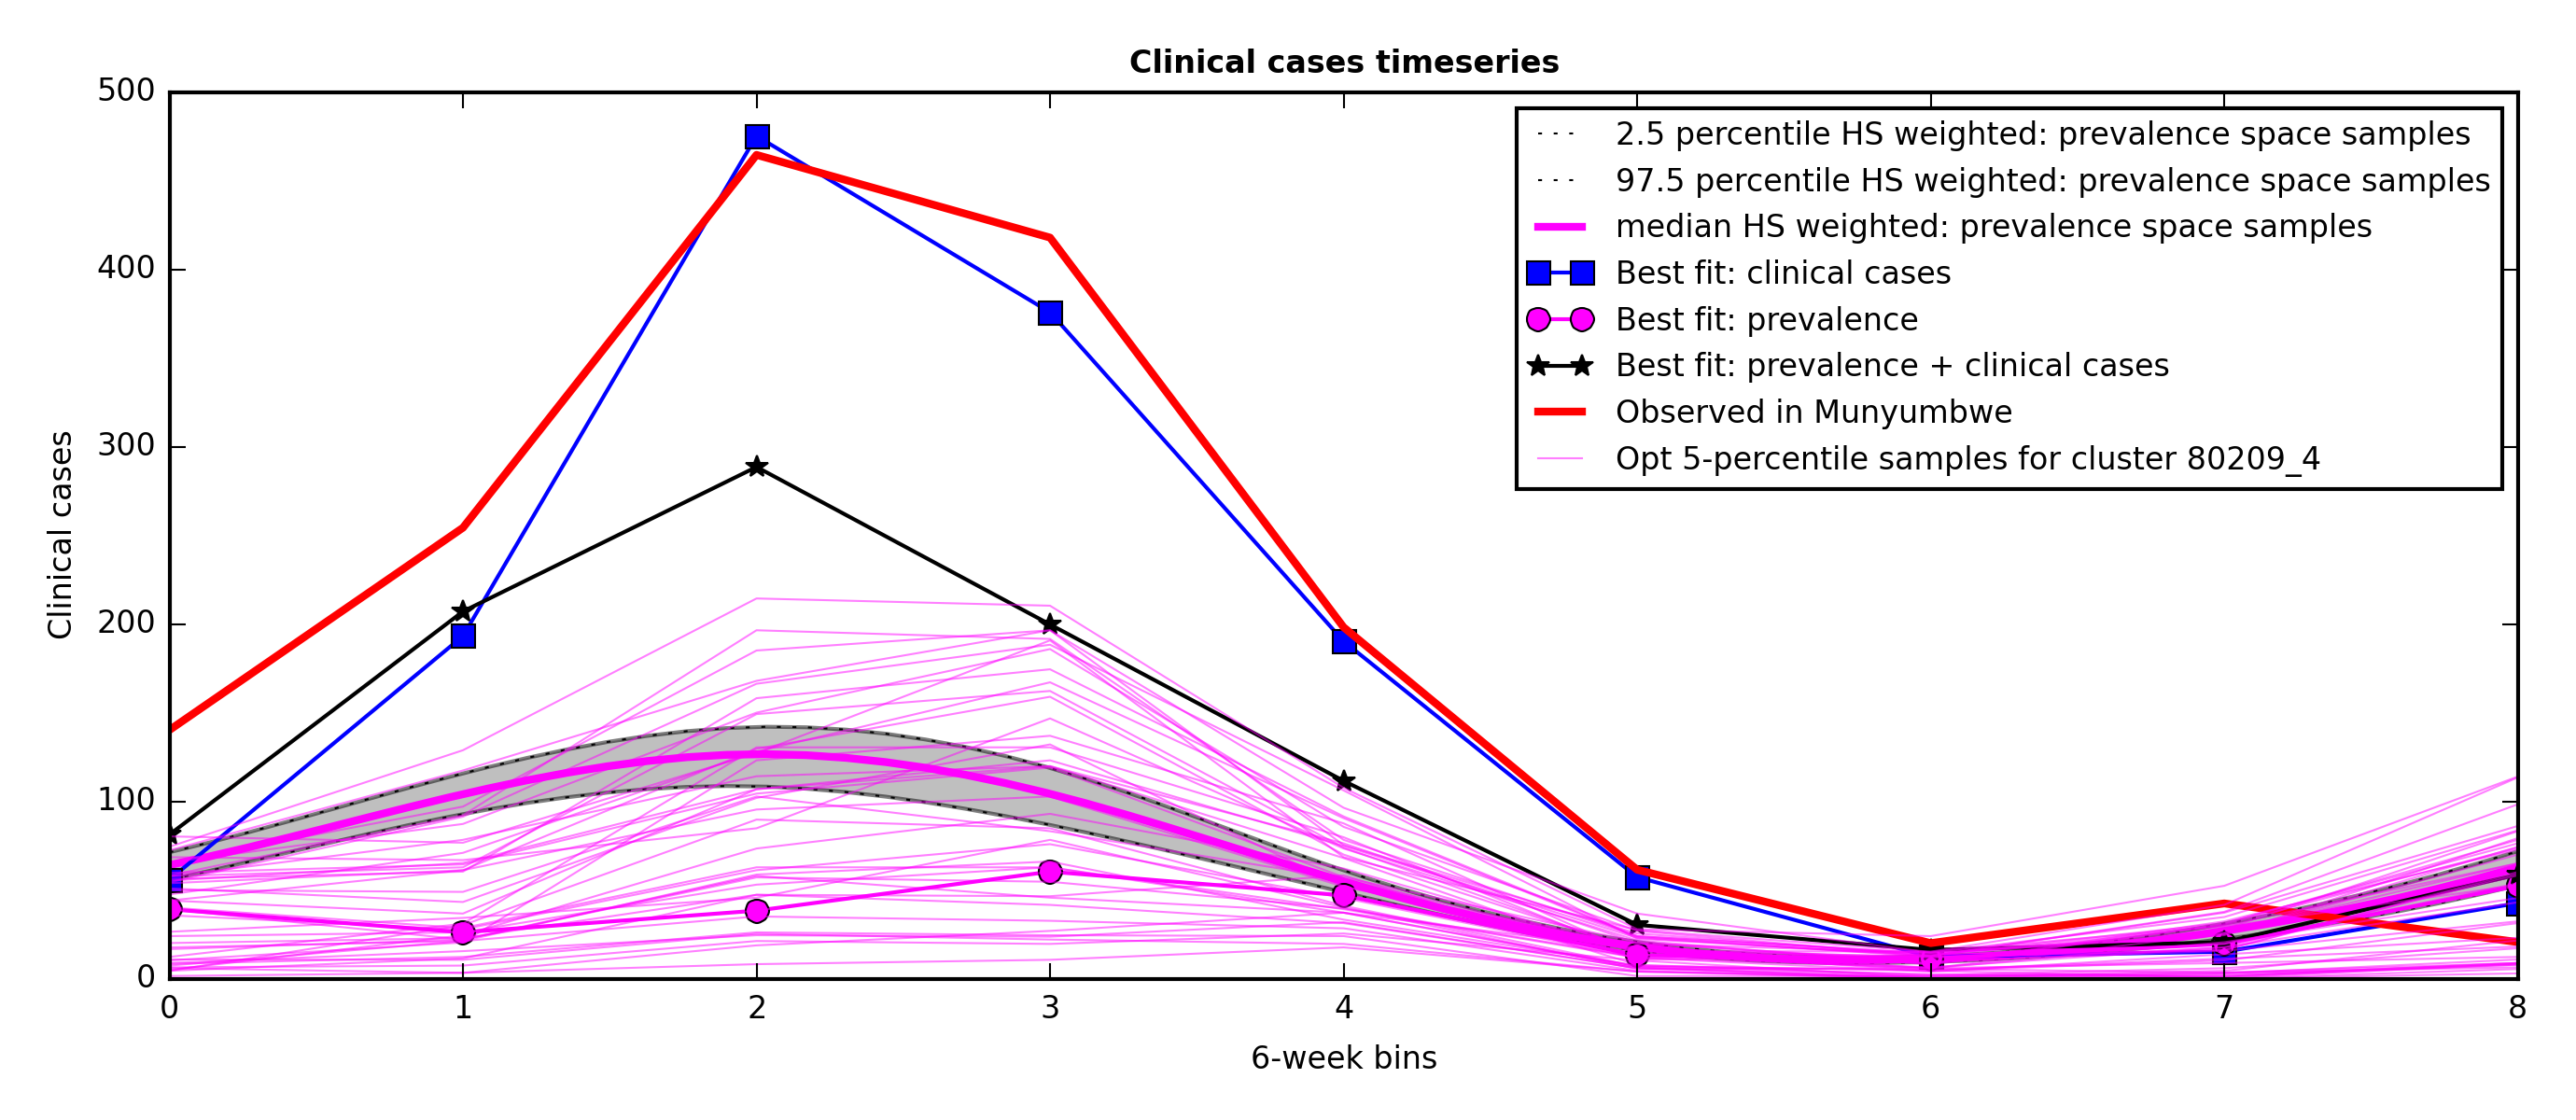 Clinical cases timeseries
500
400
300
200
100
0
Clinical cases
2.5 percentile HS weighted: prevalence space samples
97.5 percentile HS weighted: prevalence space samples
median HS weighted: prevalence space samples
Best fit: clinical cases
Best fit: prevalence
Best fit: prevalence + clinical cases
Observed in Munyumbwe
Opt 5-percentile samples for cluster 80209_4
0 1 2 3 4 5 6 7 8
6-week bins